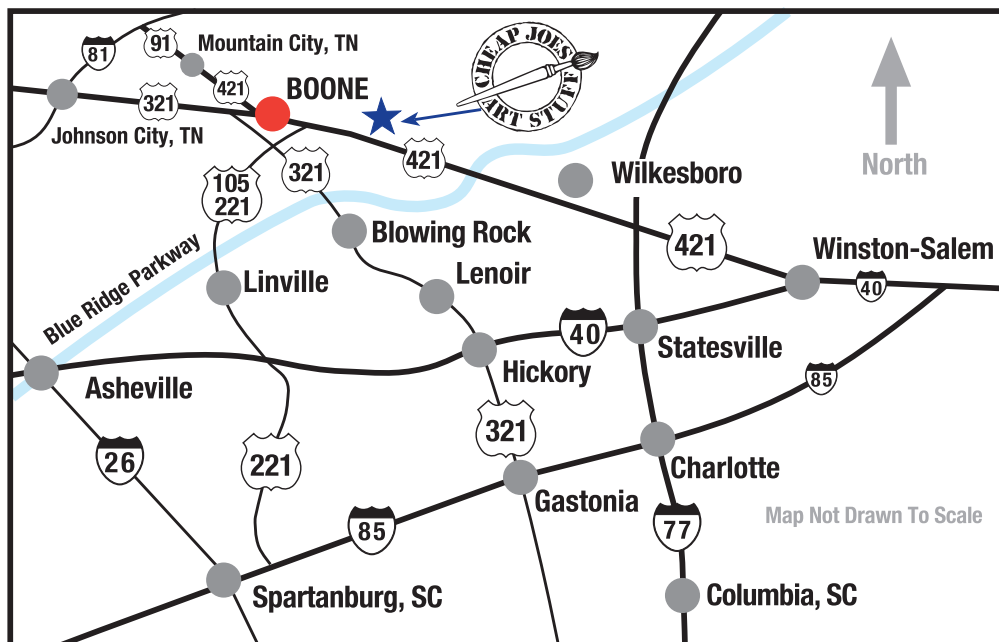 81
91
Mountain City, TN
421
321
Johnson City, TN
BOONE
CHEAP JOES
ART STUFF
North
421
Wilkesboro
105
221
321
Blue Ridge Parkway
Blowing Rock
421
Winston-Salem
40
Linville
Lenoir
40
Statesville
Hickory
85
Asheville
26
221
321
Charlotte
Gastonia
85
77
Map Not Drawn To Scale
Spartanburg, SC
Columbia, SC